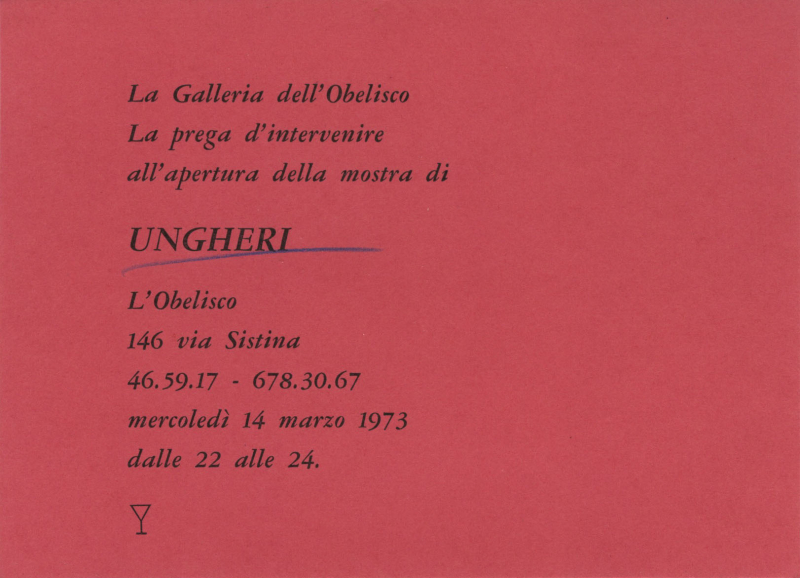 La Galleria dell'Obelisco
La prega d'intervenire
all'apertura della mostra di
UNGHERI
L'Obelisco
146 via Sistina
46.59.17 - 678.30.67
mercoledì 14 marzo 1973
dalle 22 alle 24.